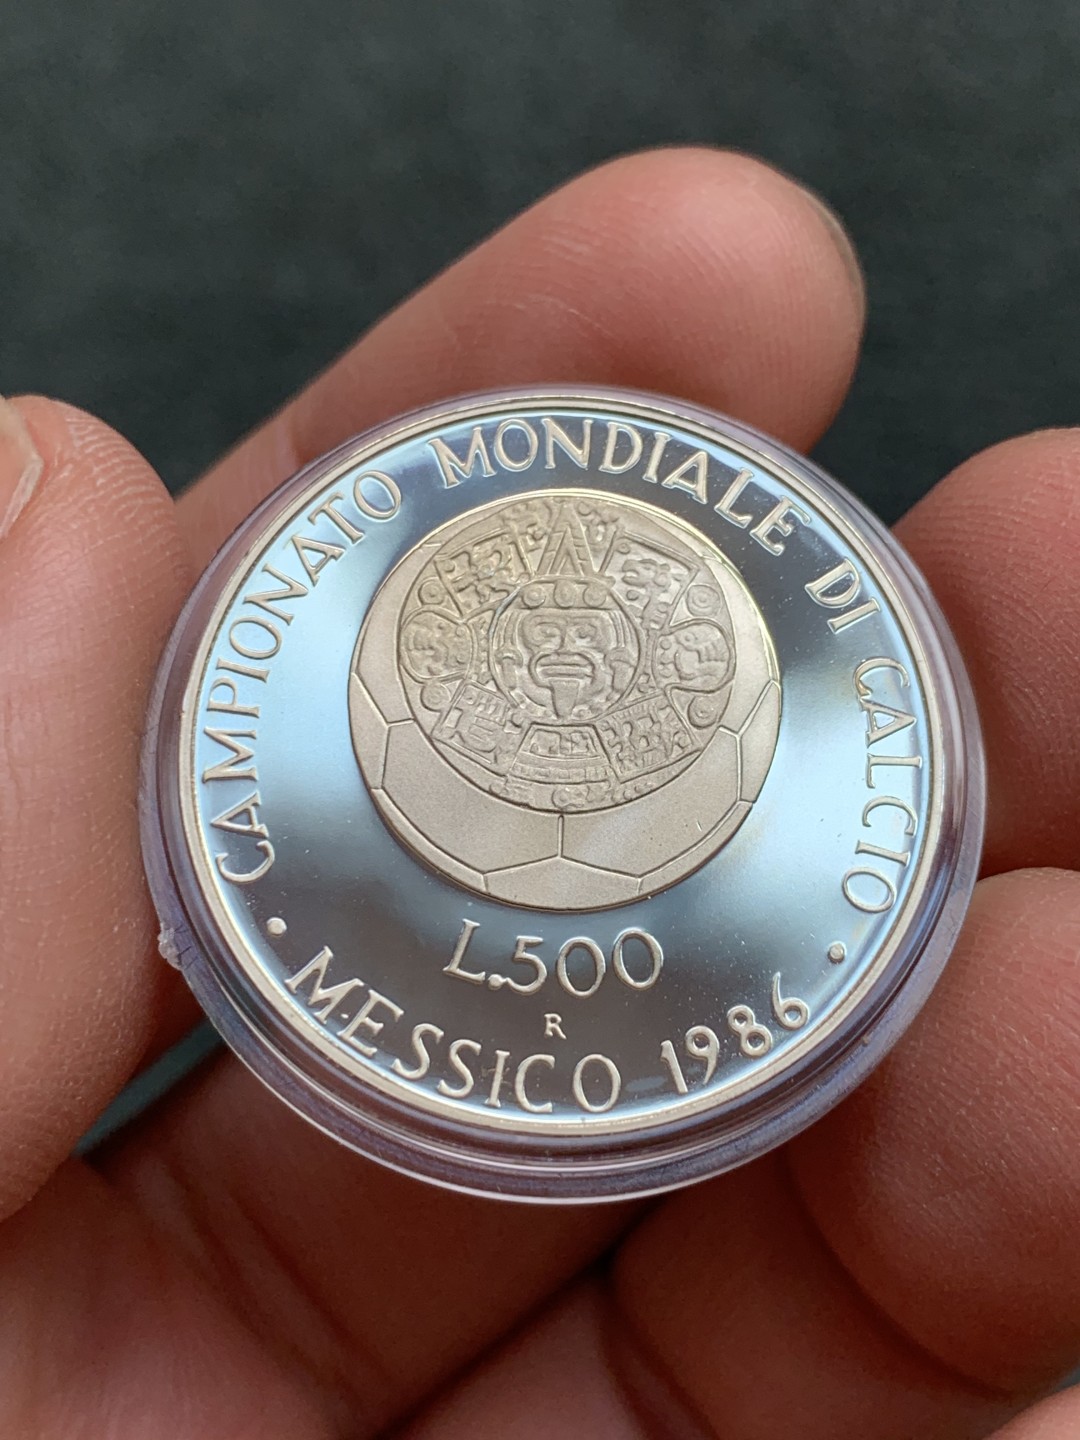 CAMPIONATO MONDIALE DI CALCIO
L.500
R
· MESSICO 1986 ·